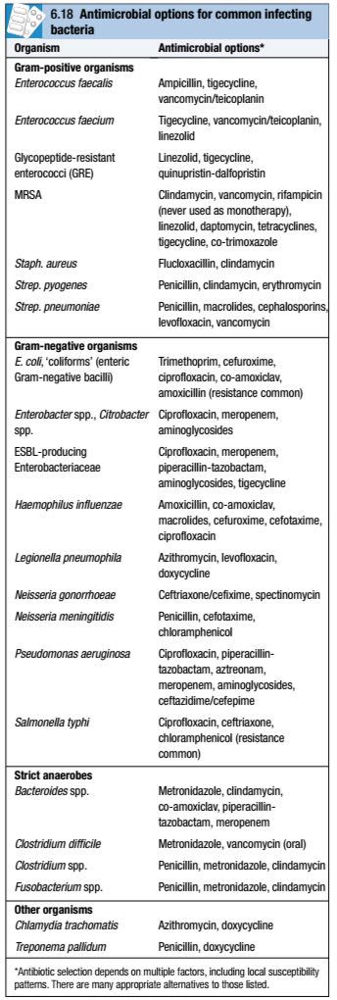 6.18 Antimicrobial options for common infecting
bacteria
Organism Antimicrobial options*
Gram-positive organisms
Enterococcus faecalis Ampicillin, tigecycline,
vancomycin/teicoplanin
Enterococcus faecium Tigecycline, vancomycin/teicoplanin,
linezolid
Glycopeptide-resistant Linezolid, tigecycline,
enterococci (GRE) quinupristin-dalfopristin
MRSA Clindamycin, vancomycin, rifampicin
(never used as monotherapy),
linezolid, daptomycin, tetracyclines,
tigecycline, co-trimoxazole
Staph. aureus Flucloxacillin, clindamycin
Strep. pyogenes Penicillin, clindamycin, erythromycin
Strep. pneumoniae Penicillin, macrolides, cephalosporins,
levofloxacin, vancomycin
Gram-negative organisms
E. coli, ‘coliforms’ (enteric Trimethoprim, cefuroxime,
Gram-negative bacilli) ciprofloxacin, co-amoxiclav,
amoxicillin (resistance common)
Enterobacter spp., Citrobacter Ciprofloxacin, meropenem,
spp. aminoglycosides
ESBL-producing Ciprofloxacin, meropenem,
Enterobacteriaceae piperacillin-tazobactam,
aminoglycosides, tigecycline
Haemophilus influenzae Amoxicillin, co-amoxiclav,
macrolides, cefuroxime, cefotaxime,
ciprofloxacin
Legionella pneumophila Azithromycin, levofloxacin,
doxycycline
Neisseria gonorrhoeae Ceftriaxone/cefixime, spectinomycin
Neisseria meningitidis Penicillin, cefotaxime,
chloramphenicol
Pseudomonas aeruginosa Ciprofloxacin, piperacillin-
tazobactam, aztreonam,
meropenem, aminoglycosides,
ceftazidime/cefepime
Salmonella typhi Ciprofloxacin, ceftriaxone,
chloramphenicol (resistance
common)
Strict anaerobes
Bacteroides spp. Metronidazole, clindamycin,
co-amoxiclav, piperacillin-
tazobactam, meropenem
Clostridium difficile Metronidazole, vancomycin (oral)
Clostridium spp. Penicillin, metronidazole, clindamycin
Fusobacterium spp. Penicillin, metronidazole, clindamycin
Other organisms
Chlamydia trachomatis Azithromycin, doxycycline
Treponema pallidum Penicillin, doxycycline
*Antibiotic selection depends on multiple factors, including local susceptibility
patterns. There are many appropriate alternatives to those listed.